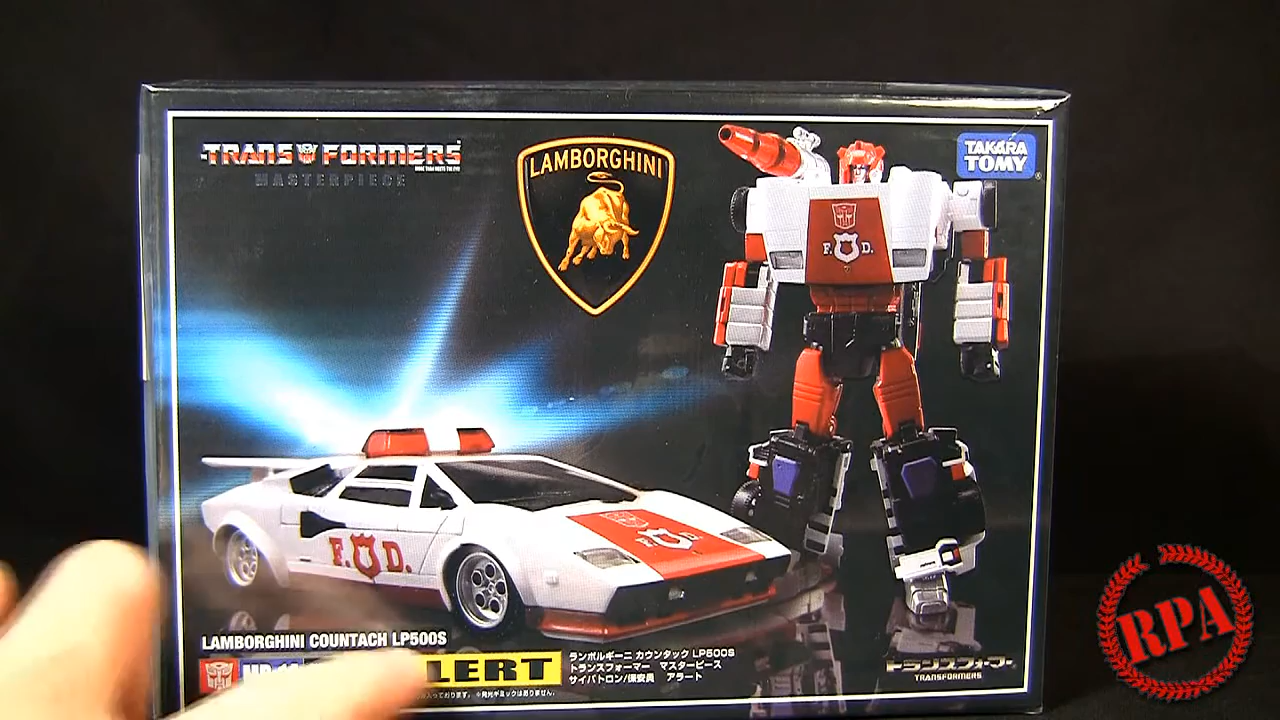 TRANSFORMERS
MASTERPIECE
LAMBORGHINI
TAKARA
TOMY
F. D.
F. D.
LAMBORGHINI COUNTACH LP500S
LERT
ランボルギーニ カウンタック LP500S
トランスフォーマー マスターピース
サイバトロン/保安員 アラート
トランスフォーマー
TRANSFORMERS
RPA